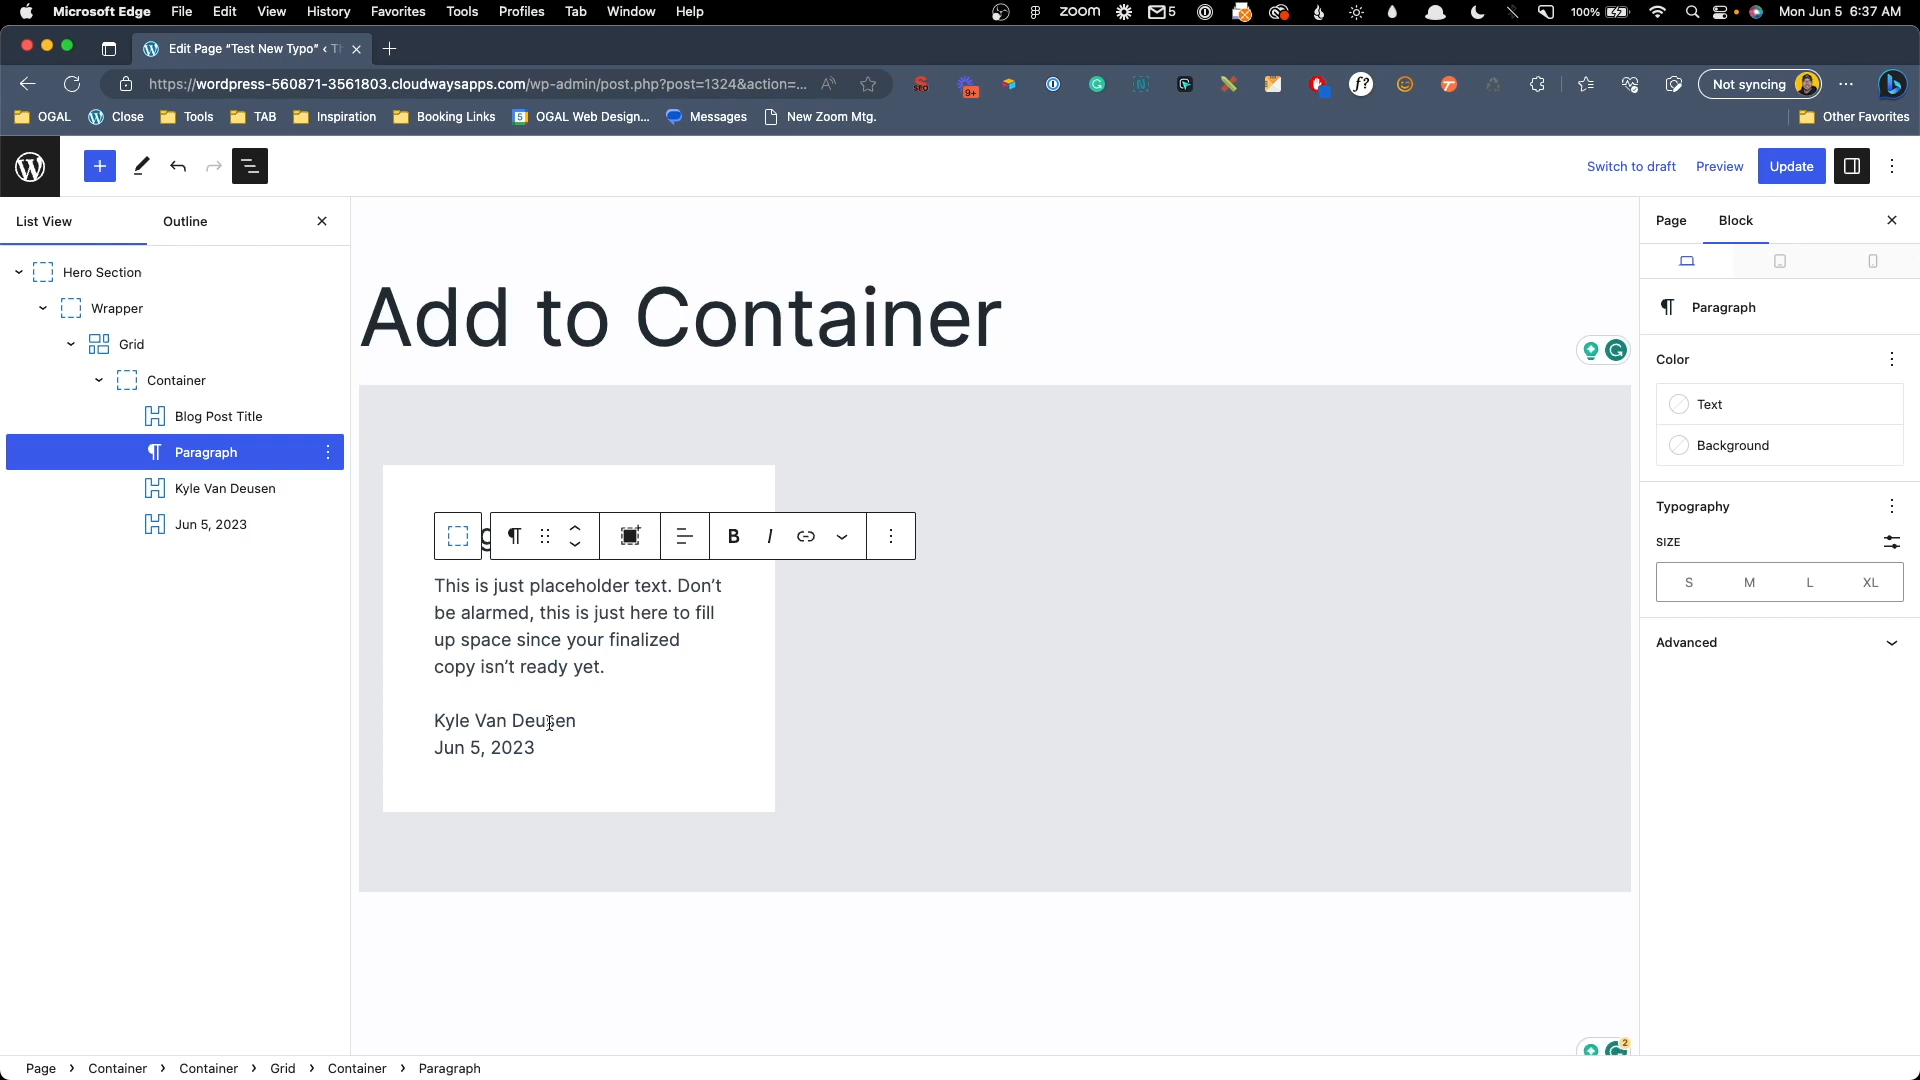 Microsoft Edge File Edit View History Favorites Tools Profiles Tab Window Help zoom 5 100% Mon Jun 5 6:37 AM
Edit Page “Test New Typo” ‹ Th
https://wordpress-560871-3561803.cloudwaysapps.com/wp-admin/post.php?post=1324&action=... SEO 9+ f? Not syncing
OGAL Close Tools TAB Inspiration Booking Links 5 OGAL Web Design... Messages New Zoom Mtg. Other Favorites
Switch to draft Preview Update
List View Outline
Page Block
Hero Section
Wrapper
Grid
Container
Blog Post Title
Paragraph
Kyle Van Deusen
Jun 5, 2023
Add to Container
This is just placeholder text. Don’t
be alarmed, this is just here to fill
up space since your finalized
copy isn’t ready yet.
Kyle Van Deusen
Jun 5, 2023
B I
Paragraph
Color
Text
Background
Typography
SIZE
S M L XL
Advanced
2
Page › Container › Container › Grid › Container › Paragraph